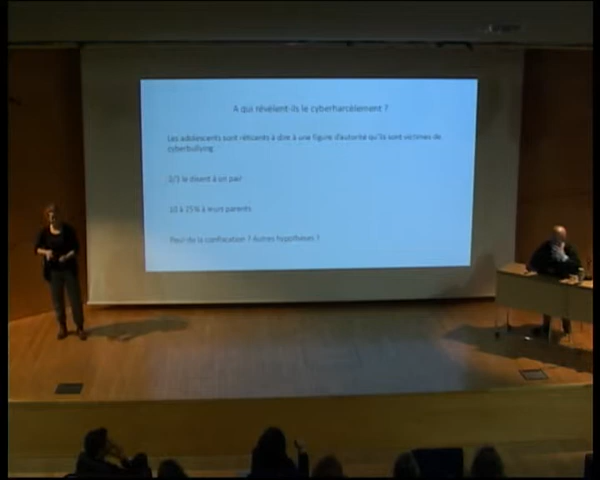 A qui révèlent-ils le cyberharcèlement ?
Les adolescents sont réticents à dire à une figure d'autorité qu'ils sont victimes de
cyberbullying
2/3 le disent à un pair
10 à 25% à leurs parents
Peur de la confiscation ? Autres hypothèses ?